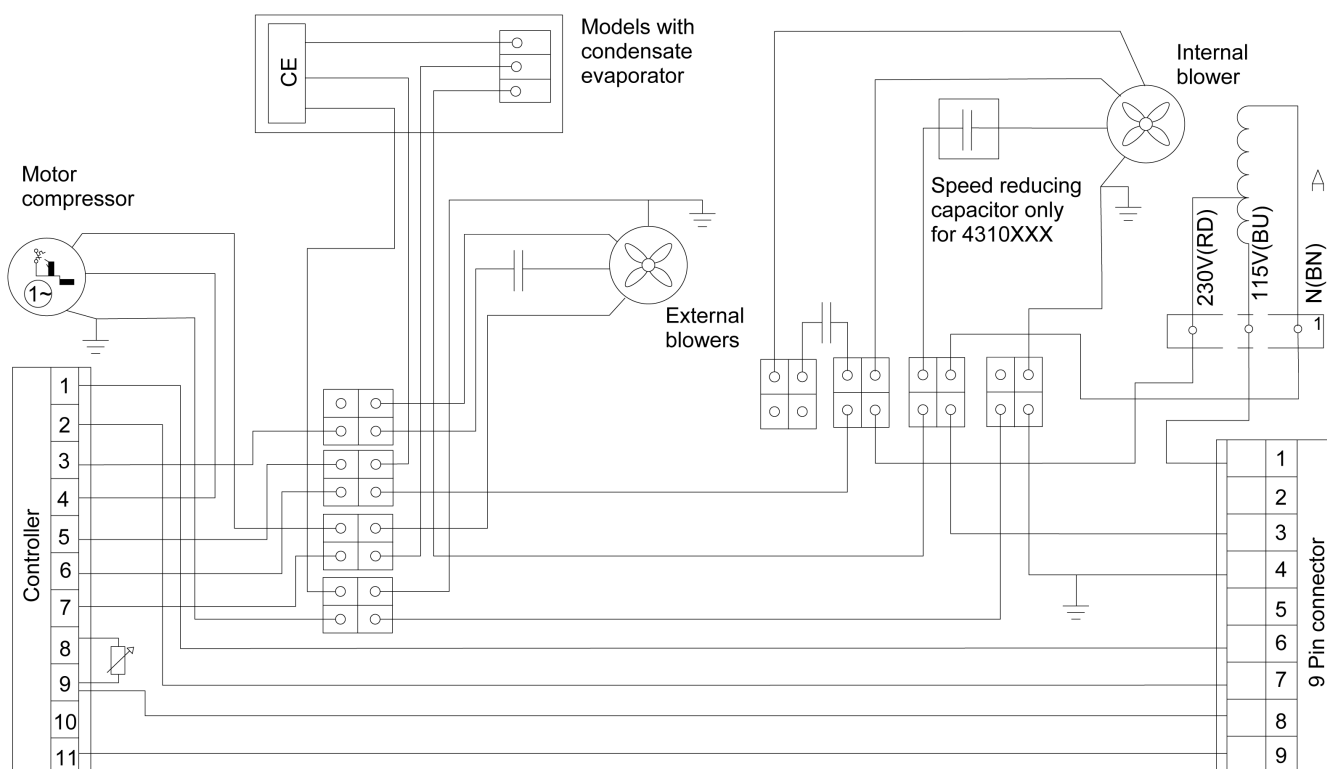 Models with
condensate
evaporator
CE
Internal
blower
Motor
compressor
1~
Speed reducing
capacitor only
for 4310XXX
230V(RD)
115V(BU)
N(BN)
A
1
External
blowers
Controller
1
2
3
4
5
6
7
8
9
10
11
1
2
3
4
5
6
7
8
9
9 Pin connector